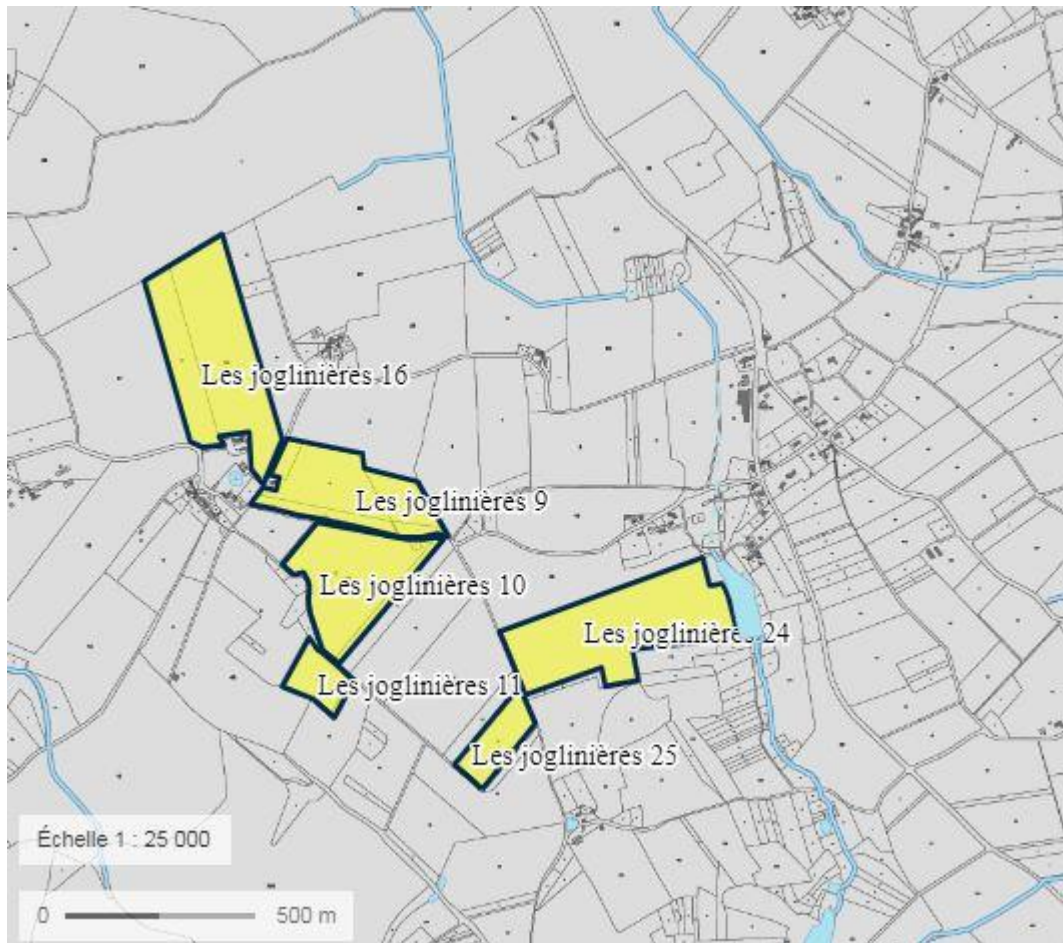 Les joglinières 16
Les joglinières 9
Les joglinières 10
Les joglinières 24
Les joglinières 11
Les joglinières 25
Échelle 1 : 25 000
0 500 m